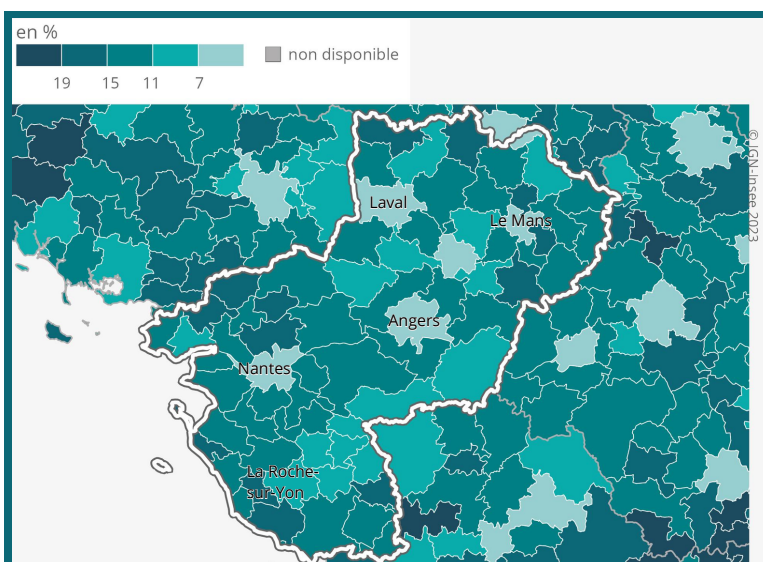 en %
non disponible
19 15 11 7
© IGN-Insee 2023
Laval
Le Mans
Angers
Nantes
La Roche-
sur-Yon